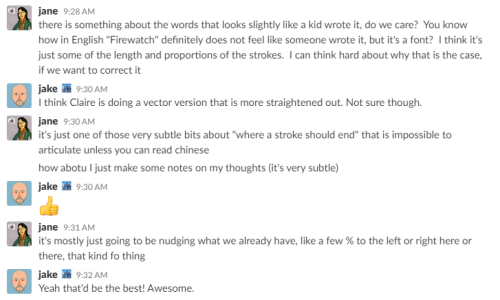 jane 9:28 AM
there is something about the words that looks slightly like a kid wrote it, do we care? You know
how in English "Firewatch" definitely does not feel like someone wrote it, but it's a font? I think it's
just some of the length and proportions of the strokes. I can think hard about why that is the case,
if we want to correct it
jake 9:30 AM
I think Claire is doing a vector version that is more straightened out. Not sure though.
jane 9:30 AM
it's just one of those very subtle bits about "where a stroke should end" that is impossible to
articulate unless you can read chinese
how abotu I just make some notes on my thoughts (it's very subtle)
jake 9:30 AM
👍
jane 9:31 AM
it's mostly just going to be nudging what we already have, like a few % to the left or right here or
there, that kind fo thing
jake 9:32 AM
Yeah that'd be the best! Awesome.